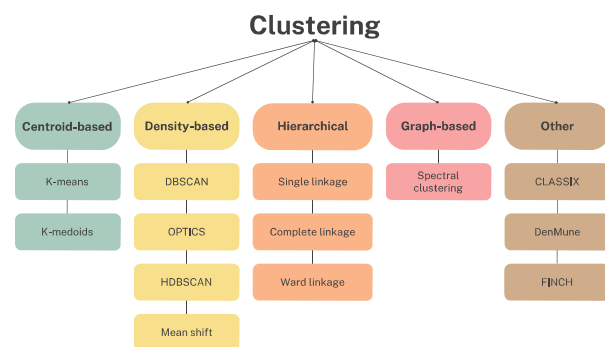 Clustering
Centroid-based
Density-based
Hierarchical
Graph-based
Other
K-means
DBSCAN
Single linkage
Spectral
clustering
CLASSIX
K-medoids
OPTICS
Complete linkage
DenMune
HDBSCAN
Ward linkage
FINCH
Mean shift